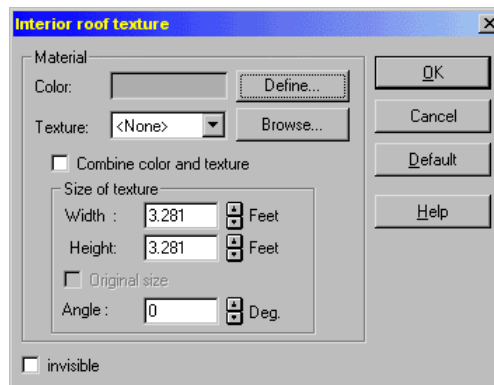 Interior roof texture
Material
Color:
Define...
Texture:
<None>
Browse...
Combine color and texture
Size of texture
Width :
3.281
Feet
Height:
3.281
Feet
Original size
Angle :
0
Deg.
invisible
OK
Cancel
Default
Help